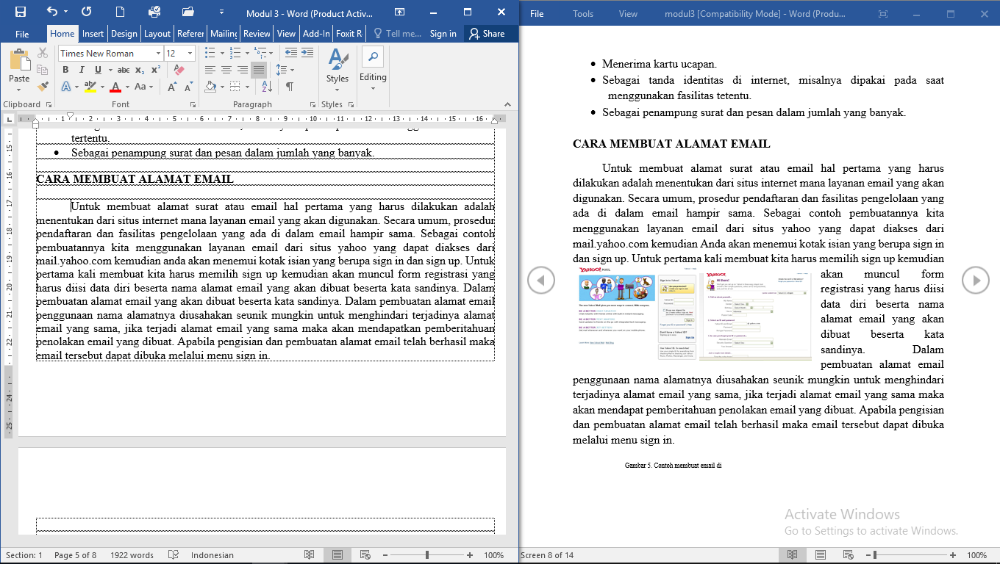 Modul 3 - Word (Product Activ...
File
Home
Insert
Design
Layout
Referer
Mailing
Review
View
Add-In
Foxit R
Tell me...
Sign in
Share
Paste
Times New Roman
12
Styles
Editing
Clipboard
Font
Paragraph
Styles
1 2 3 4 5 6 7 8 9 10 11 12 13 14 15 16
tertentu.
• Sebagai penampung surat dan pesan dalam jumlah yang banyak.
CARA MEMBUAT ALAMAT EMAIL
Untuk membuat alamat surat atau email hal pertama yang harus dilakukan adalah
menentukan dari situs internet mana layanan email yang akan digunakan. Secara umum, prosedur
pendaftaran dan fasilitas pengelolaan yang ada di dalam email hampir sama. Sebagai contoh
pembuatannya kita menggunakan layanan email dari situs yahoo yang dapat diakses dari
mail.yahoo.com kemudian anda akan menemui kotak isian yang berupa sign in dan sign up. Untuk
pertama kali membuat kita harus memilih sign up kemudian akan muncul form registrasi yang
harus diisi data diri beserta nama alamat email yang akan dibuat beserta kata sandinya. Dalam
pembuatan alamat email yang akan dibuat beserta kata sandinya. Dalam pembuatan alamat email
penggunaan nama alamatnya diusahakan seunik mungkin untuk menghindari terjadinya alamat
email yang sama, jika terjadi alamat email yang sama maka akan mendapatkan pemberitahuan
penolakan email yang dibuat. Apabila pengisian dan pembuatan alamat email telah berhasil maka
email tersebut dapat dibuka melalui menu sign in.
Section: 1
Page 5 of 8
1922 words
Indonesian
100%
File
Tools
View
modul3 [Compatibility Mode] - Word (Produ...
• Menerima kartu ucapan.
• Sebagai tanda identitas di internet, misalnya dipakai pada saat
menggunakan fasilitas tetentu.
• Sebagai penampung surat dan pesan dalam jumlah yang banyak.
CARA MEMBUAT ALAMAT EMAIL
Untuk membuat alamat surat atau email hal pertama yang harus
dilakukan adalah menentukan dari situs internet mana layanan email yang akan
digunakan. Secara umum, prosedur pendaftaran dan fasilitas pengelolaan yang
ada di dalam email hampir sama. Sebagai contoh pembuatannya kita
menggunakan layanan email dari situs yahoo yang dapat diakses dari
mail.yahoo.com kemudian Anda akan menemui kotak isian yang berupa sign in
dan sign up. Untuk pertama kali membuat kita harus memilih sign up kemudian
YAHOO! MAIL
YAHOO!
Hi there!
akan muncul form
registrasi yang harus diisi
data diri beserta nama
alamat email yang akan
dibuat beserta kata
sandinya. Dalam
pembuatan alamat email
penggunaan nama alamatnya diusahakan seunik mungkin untuk menghindari
terjadinya alamat email yang sama, jika terjadi alamat email yang sama maka
akan mendapat pemberitahuan penolakan email yang dibuat. Apabila pengisian
dan pembuatan alamat email telah berhasil maka email tersebut dapat dibuka
melalui menu sign in.
Gambar 5. Contoh membuat email di
Activate Windows
Go to Settings to activate Windows.
Screen 8 of 14
100%